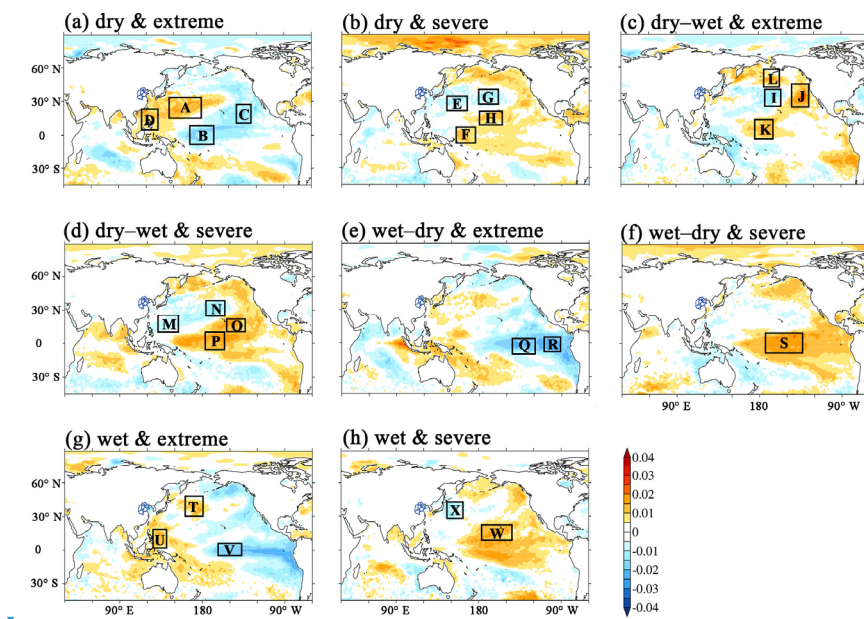 (a) dry & extreme
(b) dry & severe
(c) dry–wet & extreme
60° N
30° N
0°
30° S
A
B
C
D
E
F
G
H
I
J
K
L
(d) dry–wet & severe
(e) wet–dry & extreme
(f) wet–dry & severe
60° N
30° N
0°
30° S
M
N
O
P
Q
R
S
90° E
180
90° W
(g) wet & extreme
(h) wet & severe
60° N
30° N
0°
30° S
T
U
V
W
X
90° E
180
90° W
90° E
180
90° W
0.04
0.03
0.02
0.01
0
-0.01
-0.02
-0.03
-0.04